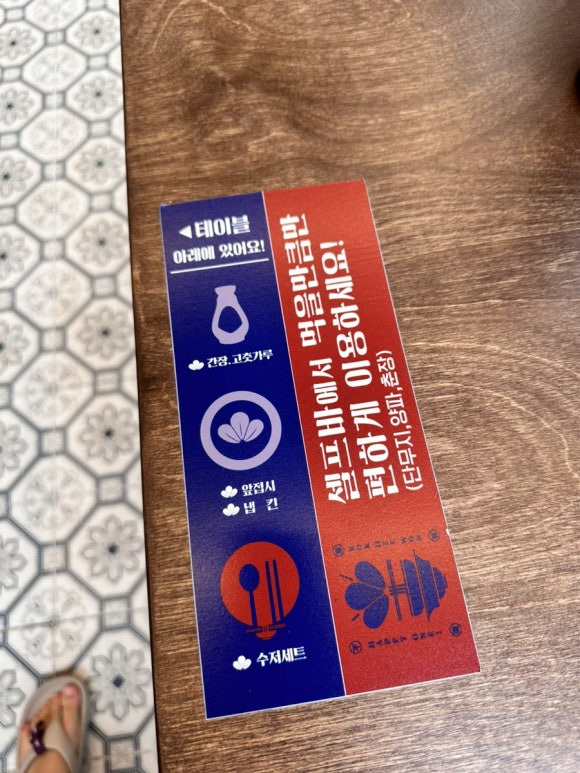 ◀테이블
아래에 있어요!
간장,고춧가루
앞접시
냅 킨
수저세트
셀프바에서 먹을만큼만
편하게 이용하세요!
(단무지,양파,춘장)
HAPPY ONE!